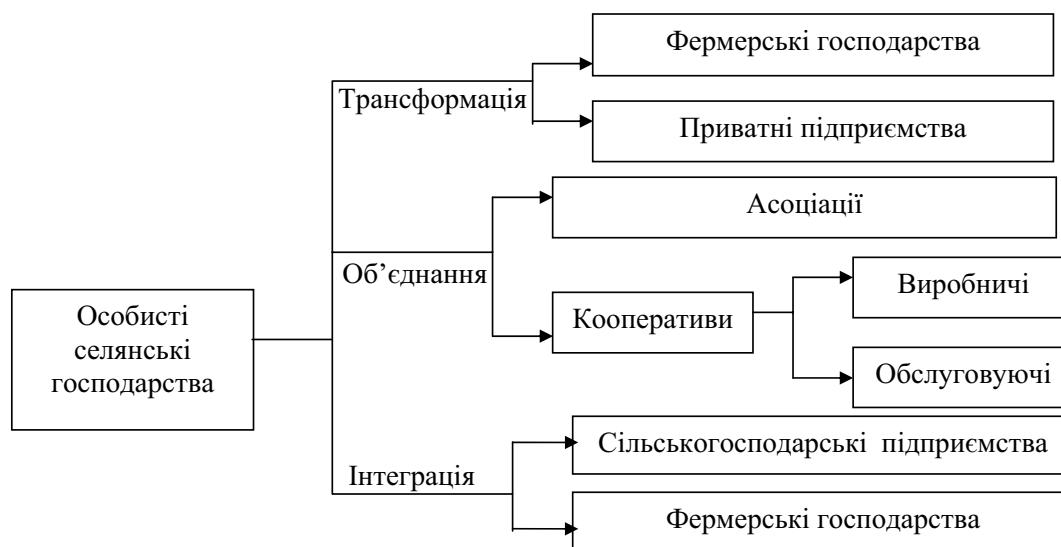 Фермерські господарства
Трансформація
Приватні підприємства
Асоціації
Об’єднання
Виробничі
Кооперативи
Особисті
селянські
господарства
Обслуговуючі
Сільськогосподарські підприємства
Інтеграція
Фермерські господарства